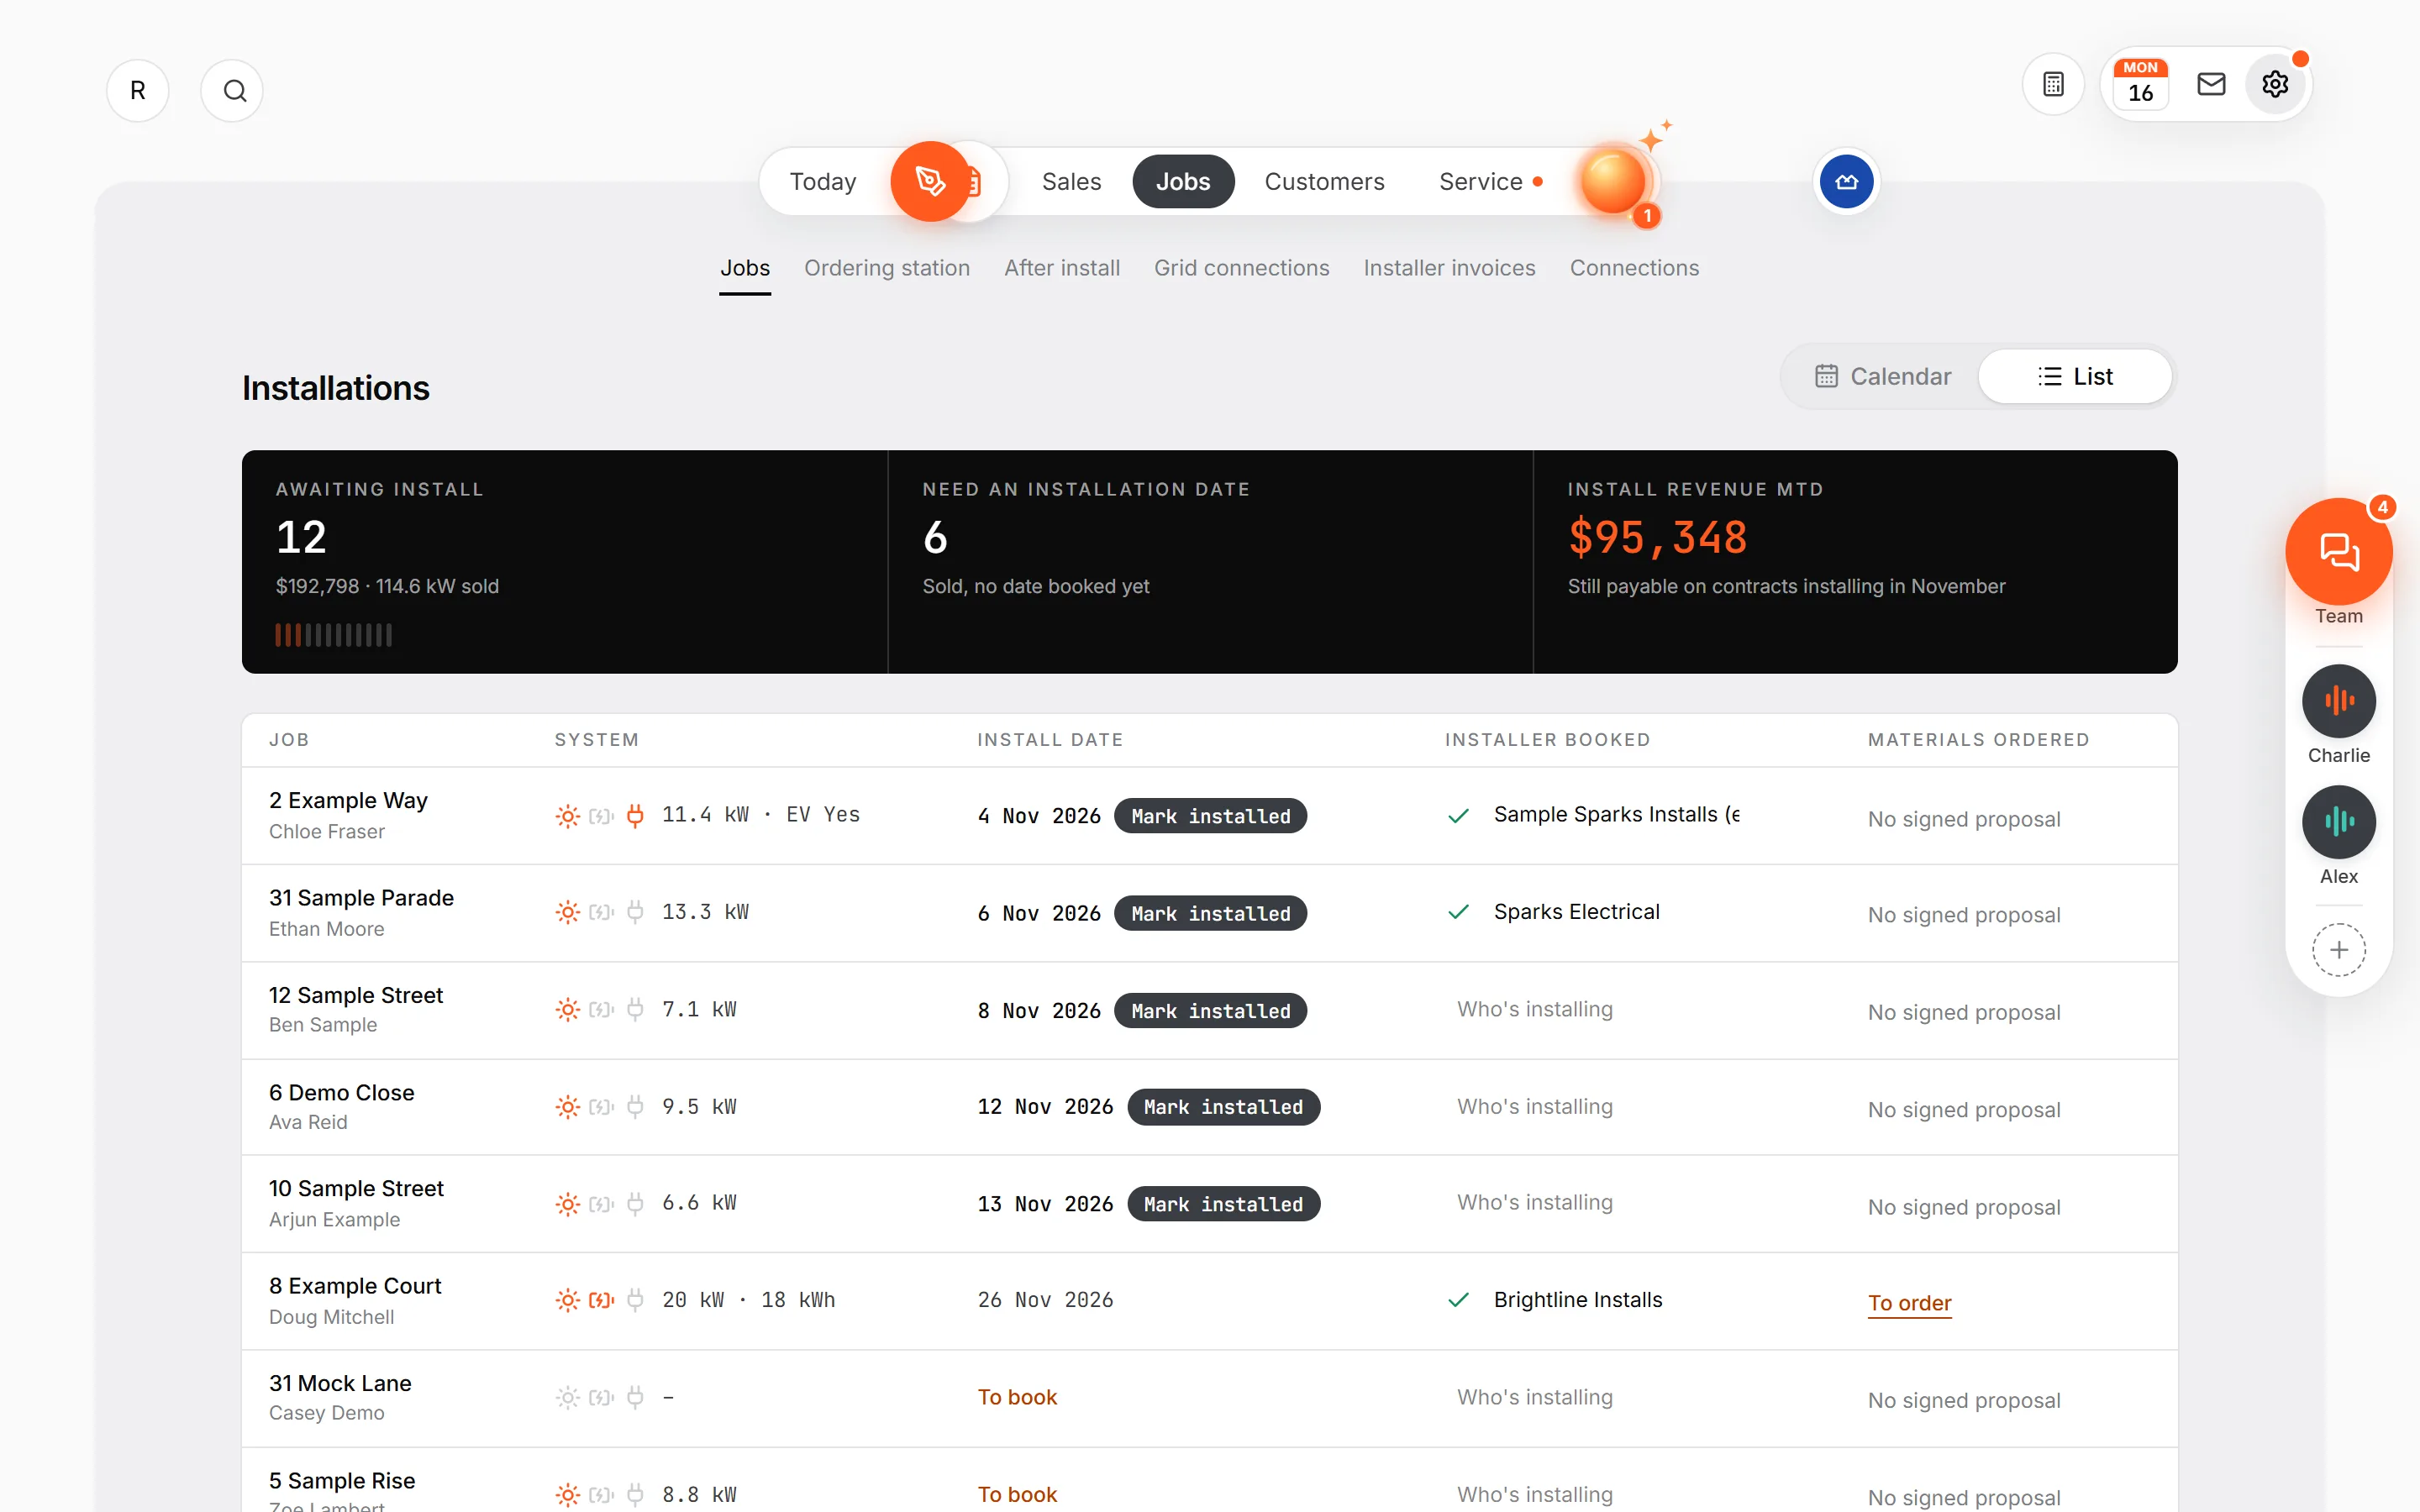 R
MON
16
Today
Sales
Jobs
Customers
Service
1
Jobs
Ordering station
After install
Grid connections
Installer invoices
Connections
Installations
Calendar
List
AWAITING INSTALL
12
$192,798 · 114.6 kW sold
NEED AN INSTALLATION DATE
6
Sold, no date booked yet
INSTALL REVENUE MTD
$95,348
Still payable on contracts installing in November
4
Team
Charlie
Alex
JOB SYSTEM INSTALL DATE INSTALLER BOOKED MATERIALS ORDERED
2 Example Way
Chloe Fraser
11.4 kW · EV Yes
4 Nov 2026 Mark installed
Sample Sparks Installs (e
No signed proposal
31 Sample Parade
Ethan Moore
13.3 kW
6 Nov 2026 Mark installed
Sparks Electrical
No signed proposal
12 Sample Street
Ben Sample
7.1 kW
8 Nov 2026 Mark installed
Who's installing
No signed proposal
6 Demo Close
Ava Reid
9.5 kW
12 Nov 2026 Mark installed
Who's installing
No signed proposal
10 Sample Street
Arjun Example
6.6 kW
13 Nov 2026 Mark installed
Who's installing
No signed proposal
8 Example Court
Doug Mitchell
20 kW · 18 kWh
26 Nov 2026
Brightline Installs
To order
31 Mock Lane
Casey Demo
–
To book
Who's installing
No signed proposal
5 Sample Rise
Zoe Lambert
8.8 kW
To book
Who's installing
No signed proposal